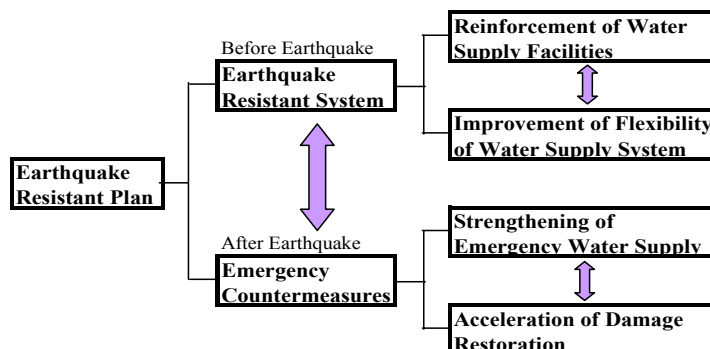 Before Earthquake
Earthquake
Resistant System
Reinforcement of Water
Supply Facilities
Improvement of Flexibility
of Water Supply System
Earthquake
Resistant Plan
After Earthquake
Emergency
Countermeasures
Strengthening of
Emergency Water Supply
Acceleration of Damage
Restoration